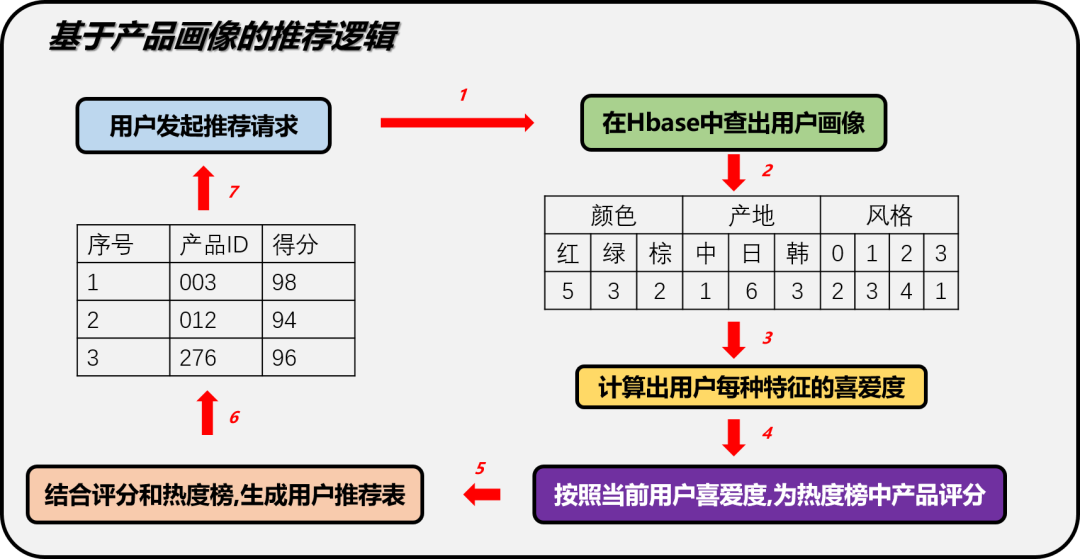 基于产品画像的推荐逻辑
用户发起推荐请求
1
在Hbase中查出用户画像
2
颜色 产地 风格
红 绿 棕 中 日 韩 0 1 2 3
5 3 2 1 6 3 2 3 4 1
3
计算出用户每种特征的喜爱度
4
按照当前用户喜爱度,为热度榜中产品评分
5
结合评分和热度榜,生成用户推荐表
6
序号 产品ID 得分
1 003 98
2 012 94
3 276 96
7